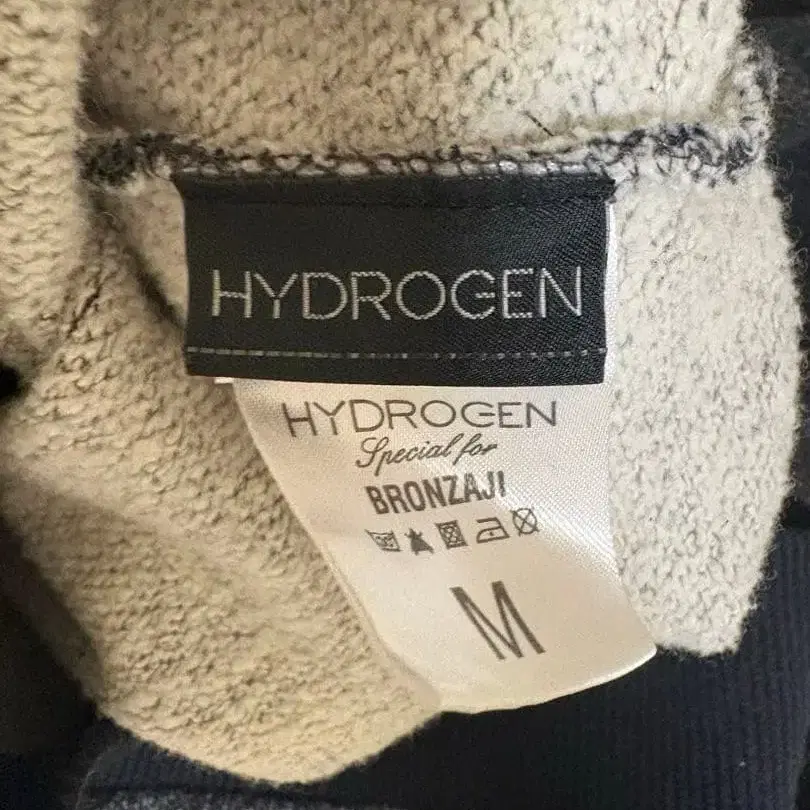 HYDROGEN
HYDROGEN
Special for
BRONZAJI
M